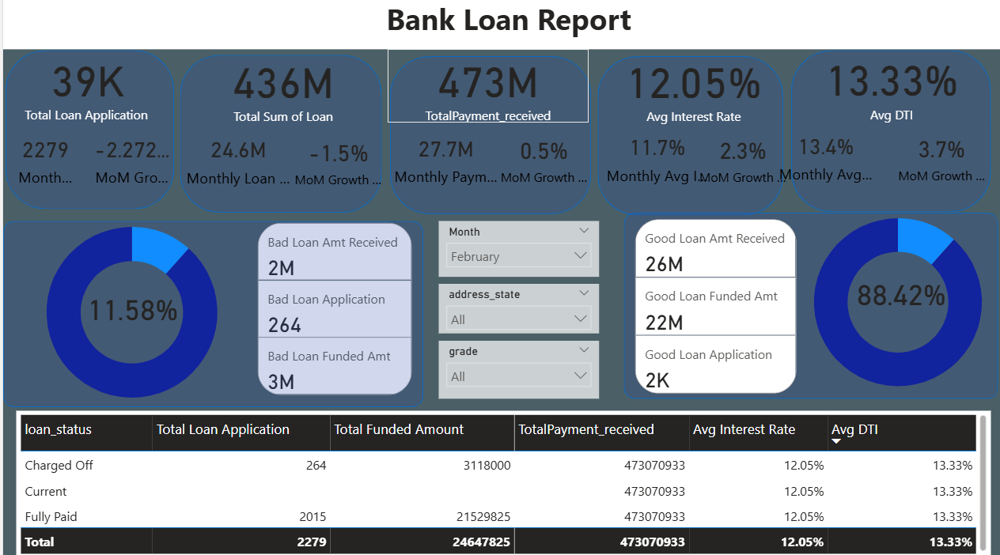 Bank Loan Report
39K
Total Loan Application
2279
-2.272...
Month...
MoM Gro...
436M
Total Sum of Loan
24.6M
-1.5%
Monthly Loan ...
MoM Growth ...
473M
TotalPayment_received
27.7M
0.5%
Monthly Paym...
MoM Growth ...
12.05%
Avg Interest Rate
11.7%
2.3%
Monthly Avg I...
MoM Growth ...
13.33%
Avg DTI
13.4%
3.7%
Monthly Avg...
MoM Growth ...
11.58%
Bad Loan Amt Received
2M
Bad Loan Application
264
Bad Loan Funded Amt
3M
Month
February
address_state
All
grade
All
Good Loan Amt Received
26M
Good Loan Funded Amt
22M
Good Loan Application
2K
88.42%
loan_status Total Loan Application Total Funded Amount TotalPayment_received Avg Interest Rate Avg DTI
Charged Off 264 3118000 473070933 12.05% 13.33%
Current 473070933 12.05% 13.33%
Fully Paid 2015 21529825 473070933 12.05% 13.33%
Total 2279 24647825 473070933 12.05% 13.33%